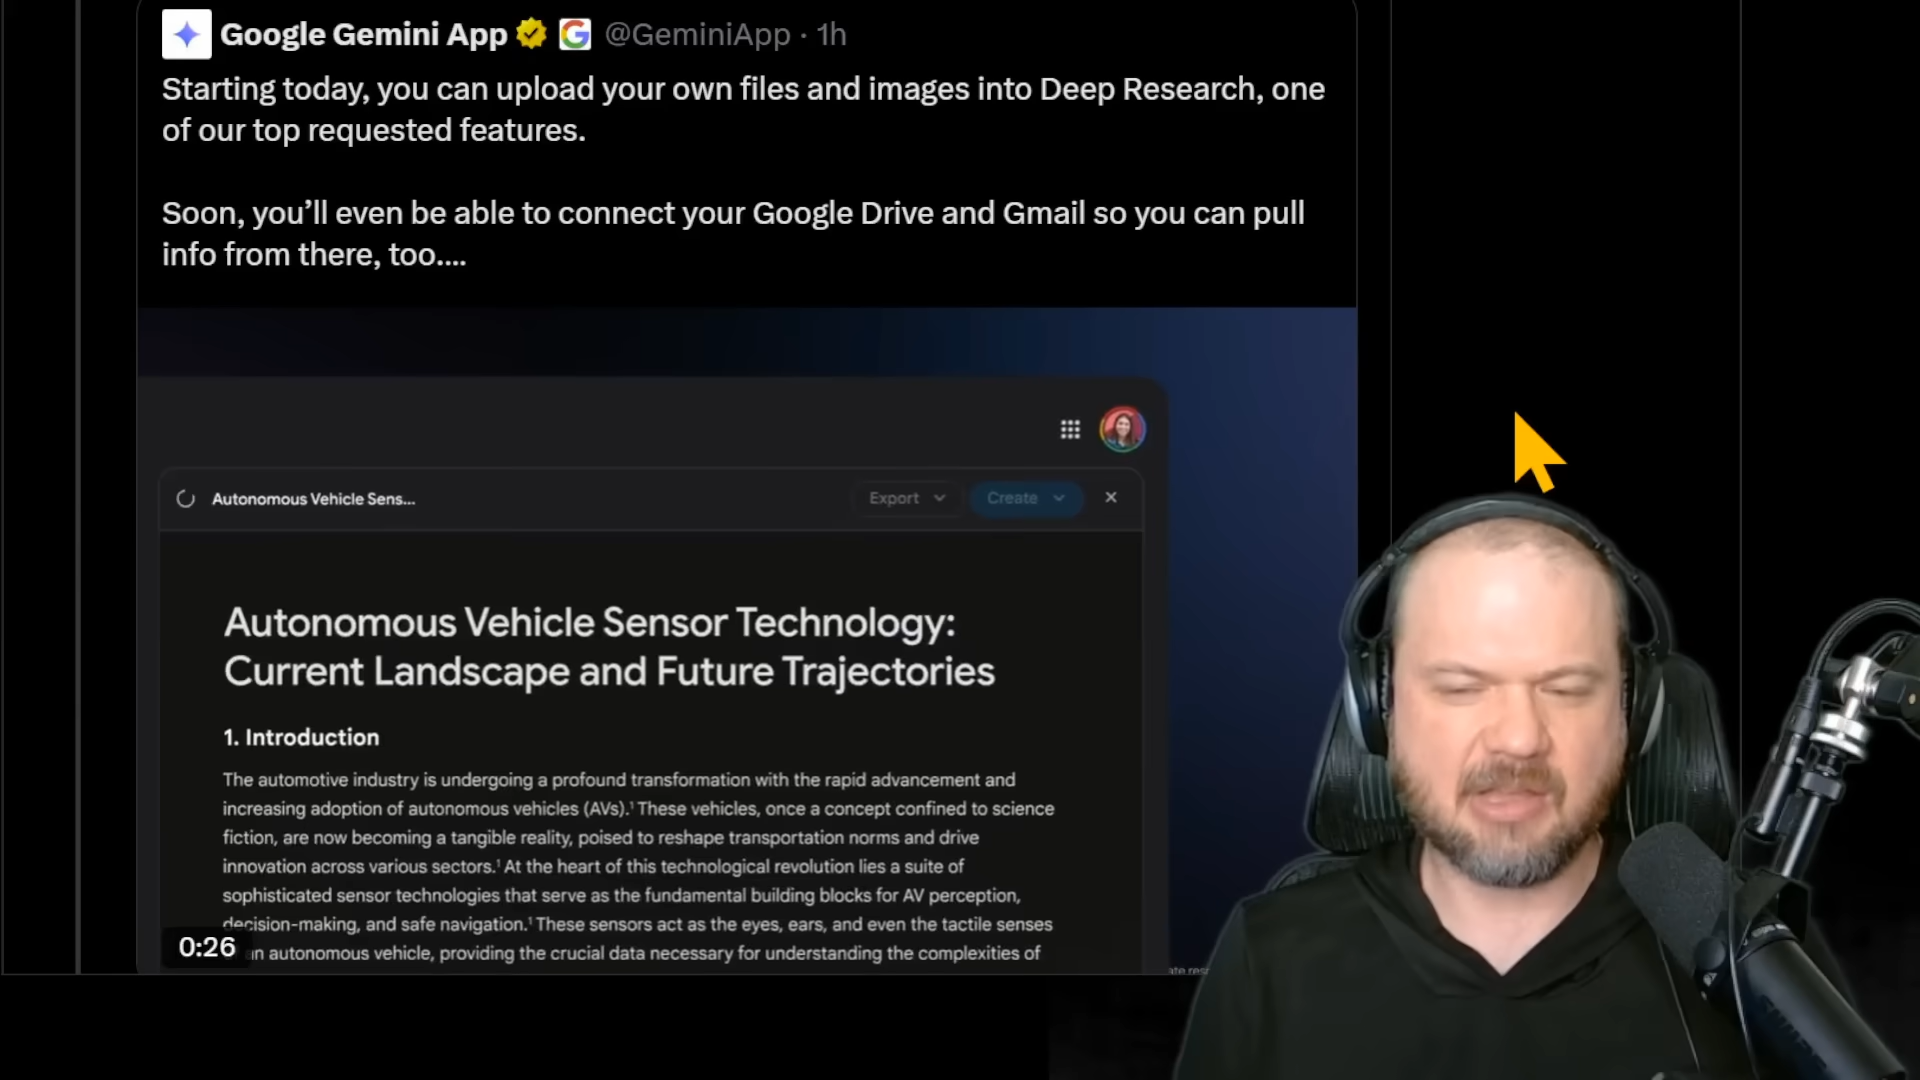 Google Gemini App @GeminiApp · 1h
Starting today, you can upload your own files and images into Deep Research, one
of our top requested features.
Soon, you’ll even be able to connect your Google Drive and Gmail so you can pull
info from there, too....
Autonomous Vehicle Sens...
Export
Create
Autonomous Vehicle Sensor Technology:
Current Landscape and Future Trajectories
1. Introduction
The automotive industry is undergoing a profound transformation with the rapid advancement and
increasing adoption of autonomous vehicles (AVs).¹ These vehicles, once a concept confined to science
fiction, are now becoming a tangible reality, poised to reshape transportation norms and drive
innovation across various sectors.¹ At the heart of this technological revolution lies a suite of
sophisticated sensor technologies that serve as the fundamental building blocks for AV perception,
decision-making, and safe navigation.¹ These sensors act as the eyes, ears, and even the tactile senses
an autonomous vehicle, providing the crucial data necessary for understanding the complexities of
0:26